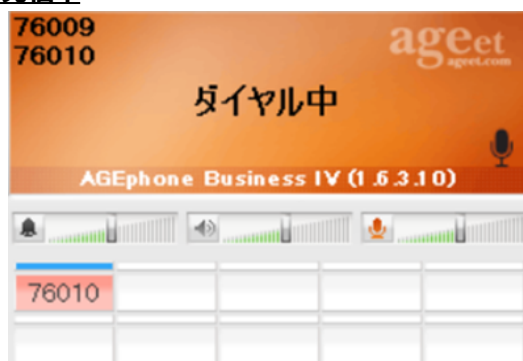 76009
76010
ageet
ageet.com
ダイヤル中
AGEphone Business IV (1.6.3.10)
76010